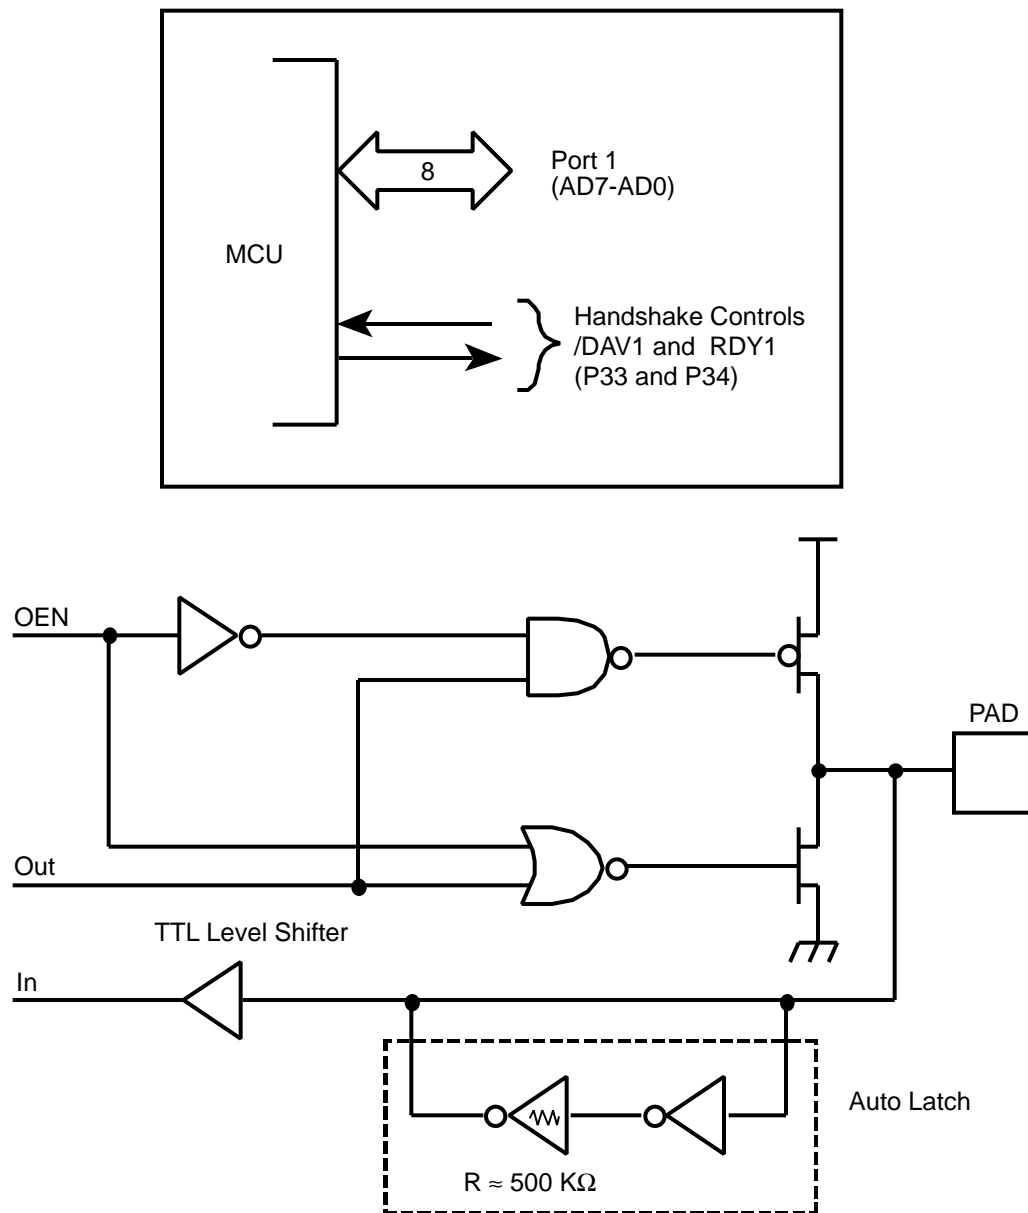 8
Port 1
(AD7-AD0)
MCU
Handshake Controls
/DAV1 and RDY1
(P33 and P34)
OEN
PAD
Out
TTL Level Shifter
In
Auto Latch
R ≈ 500 KΩ